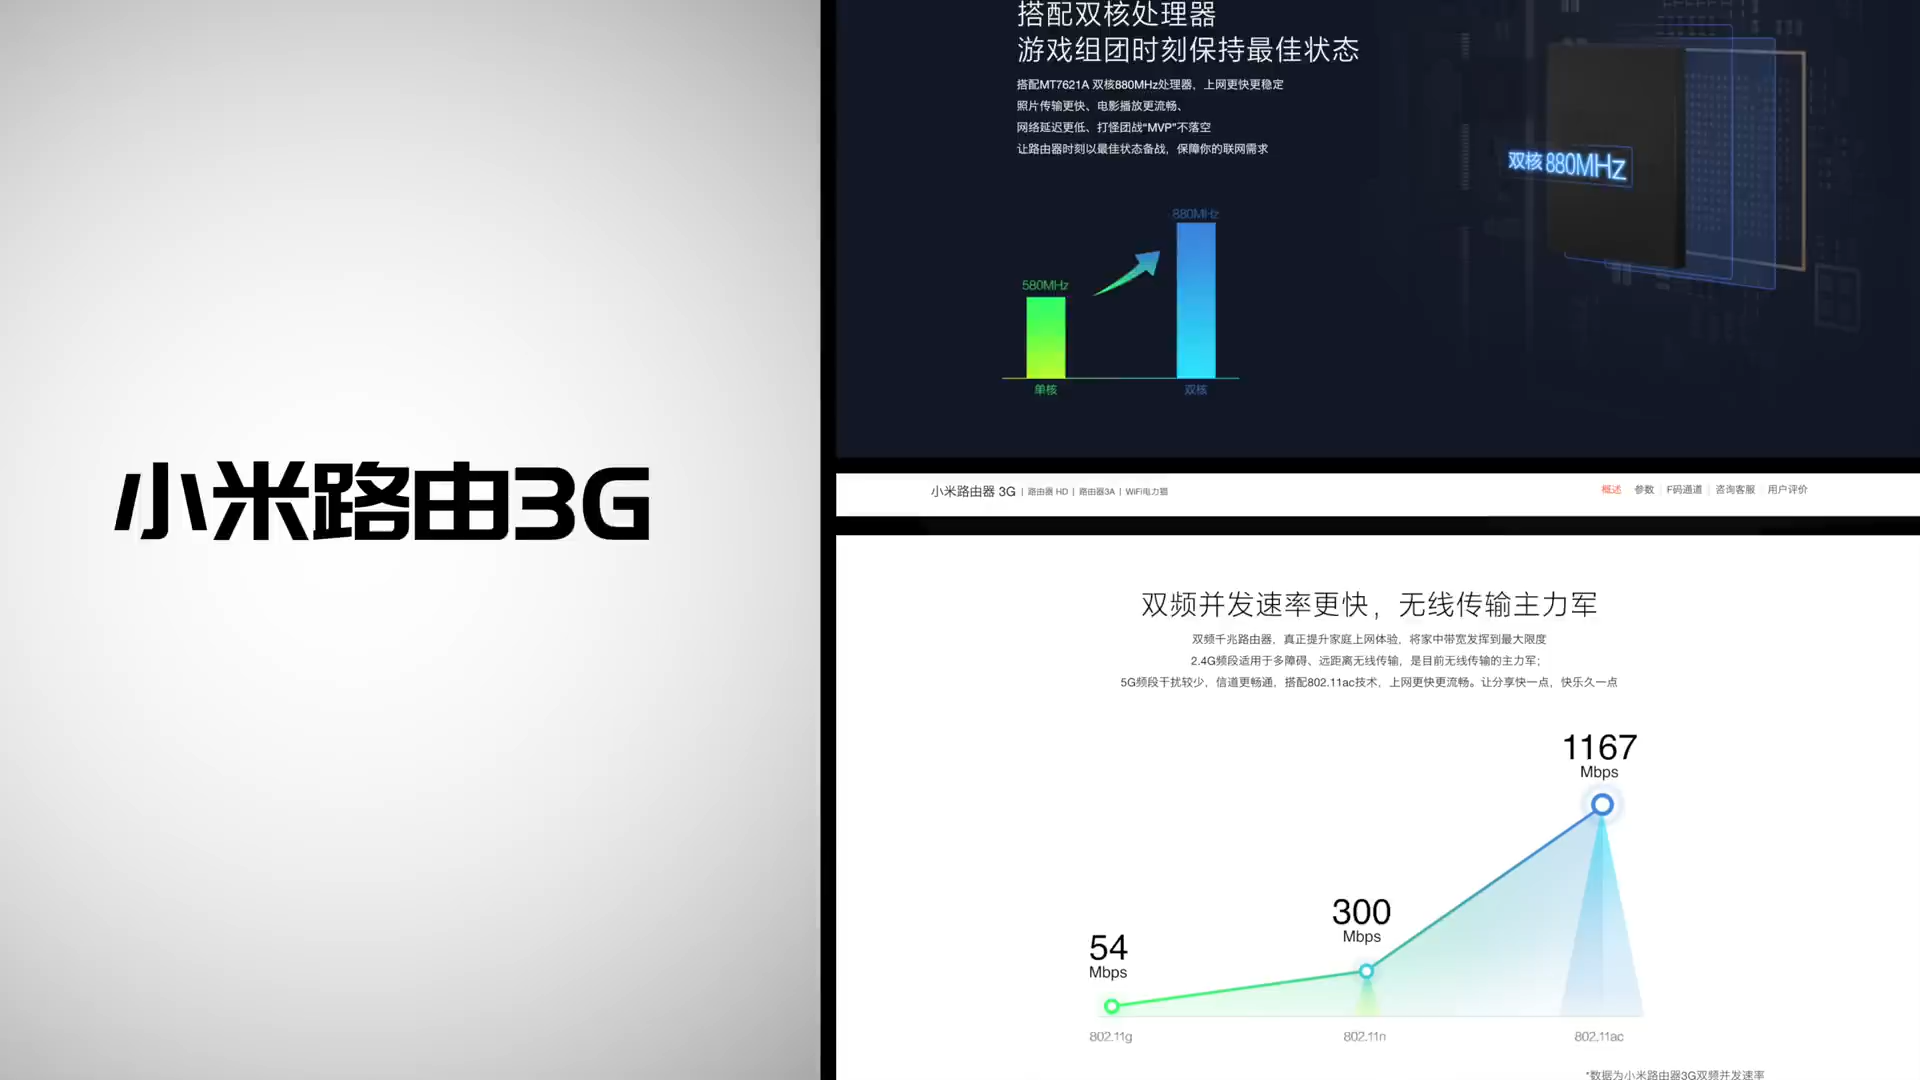 小米路由3G
搭配双核处理器
游戏组团时刻保持最佳状态
搭配MT7621A 双核880MHz处理器，上网更快更稳定
照片传输更快、电影播放更流畅、
网络延迟更低、打怪团战“MVP”不落空
让路由器时刻以最佳状态备战，保障你的联网需求
双核 880MHz
880MHz
580MHz
单核
双核
小米路由器 3G | 路由器 HD | 路由器3A | WiFi电力猫
概述 参数 | F码通道 | 咨询客服 用户评价
双频并发速率更快，无线传输主力军
双频千兆路由器，真正提升家庭上网体验，将家中带宽发挥到最大限度
2.4G频段适用于多障碍、远距离无线传输，是目前无线传输的主力军；
5G频段干扰较少，信道更畅通，搭配802.11ac技术，上网更快更流畅。让分享快一点，快乐久一点
1167
Mbps
300
Mbps
54
Mbps
802.11g
802.11n
802.11ac
*数据为小米路由器3G双频并发速率